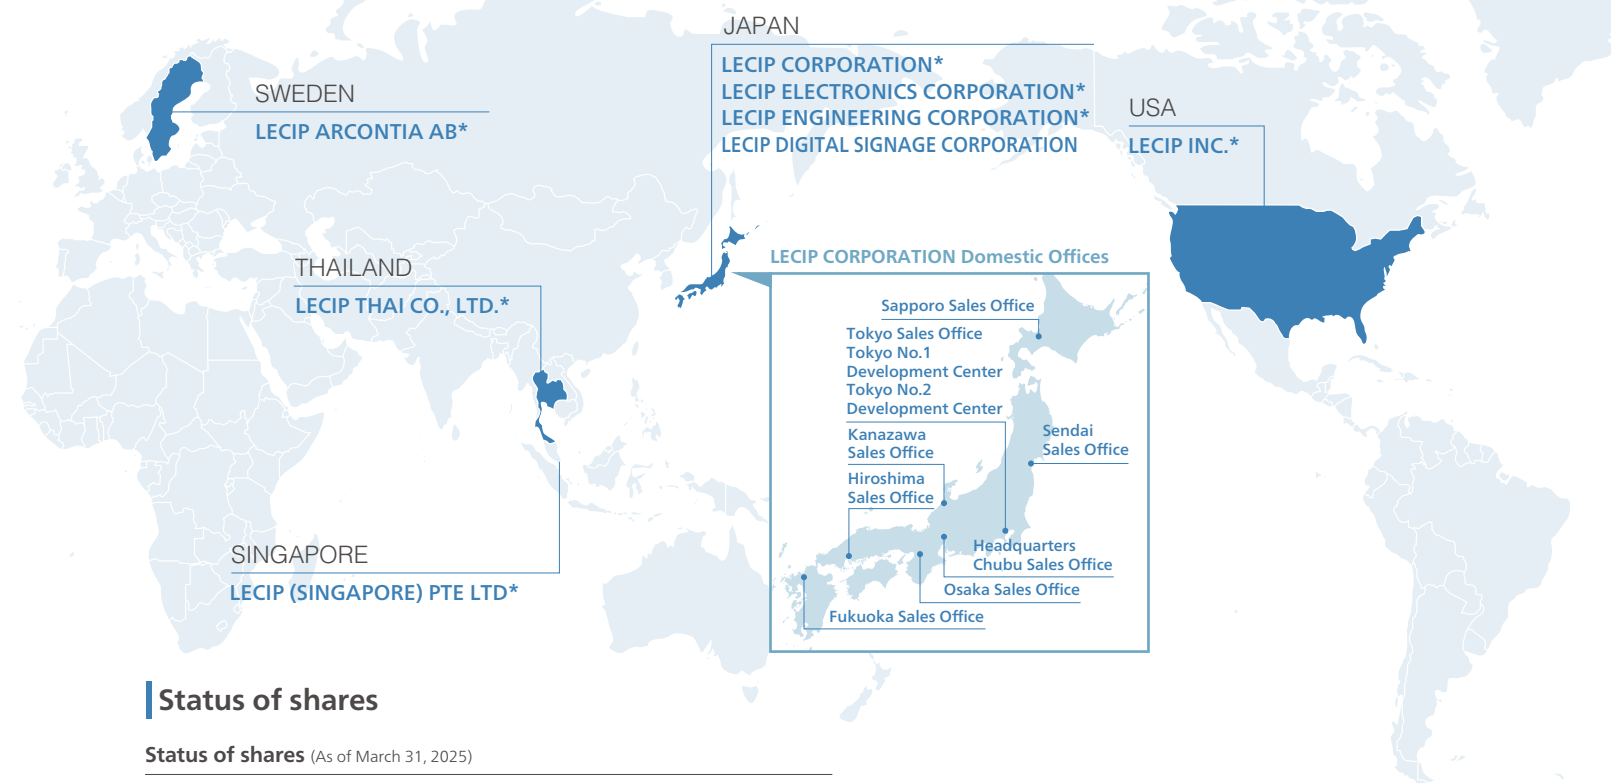 JAPAN
LECIP CORPORATION*
LECIP ELECTRONICS CORPORATION*
LECIP ENGINEERING CORPORATION*
LECIP DIGITAL SIGNAGE CORPORATION
SWEDEN
LECIP ARCONTIA AB*
USA
LECIP INC.*
THAILAND
LECIP THAI CO., LTD.*
SINGAPORE
LECIP (SINGAPORE) PTE LTD*
LECIP CORPORATION Domestic Offices
Sapporo Sales Office
Tokyo Sales Office
Tokyo No.1
Development Center
Tokyo No.2
Development Center
Kanazawa
Sales Office
Hiroshima
Sales Office
Sendai
Sales Office
Headquarters
Chubu Sales Office
Osaka Sales Office
Fukuoka Sales Office
Status of shares
Status of shares (As of March 31, 2025)